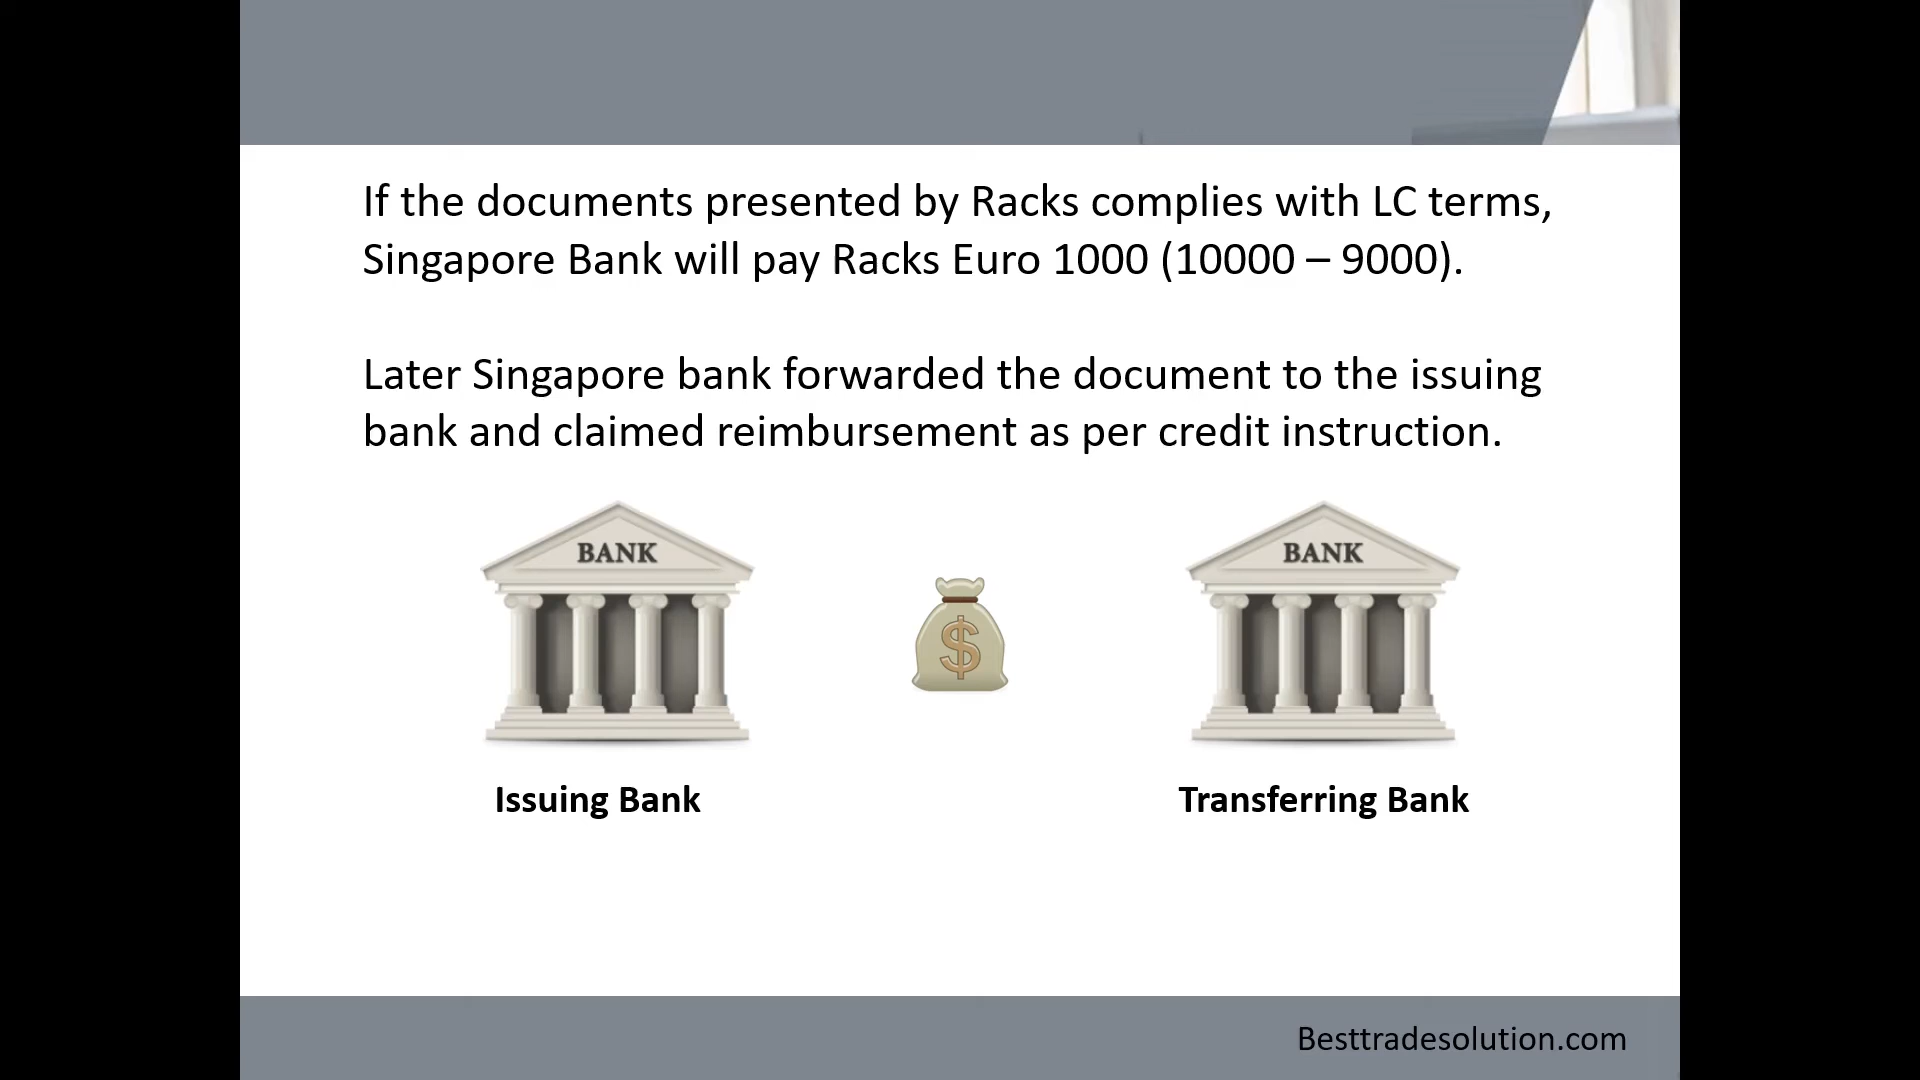 If the documents presented by Racks complies with LC terms,
Singapore Bank will pay Racks Euro 1000 (10000 – 9000).
Later Singapore bank forwarded the document to the issuing
bank and claimed reimbursement as per credit instruction.
BANK
BANK
$
Issuing Bank
Transferring Bank
Besttradesolution.com